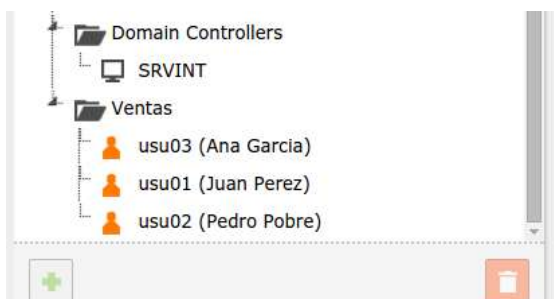 Domain Controllers
SRVINT
Ventas
usu03 (Ana Garcia)
usu01 (Juan Perez)
usu02 (Pedro Pobre)